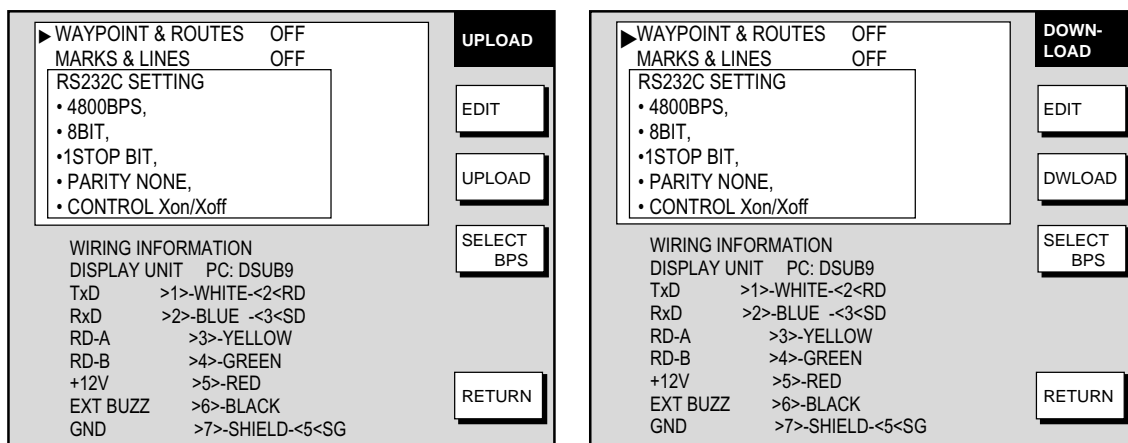 ▶WAYPOINT & ROUTES OFF
MARKS & LINES OFF
RS232C SETTING
• 4800BPS,
• 8BIT,
•1STOP BIT,
• PARITY NONE,
• CONTROL Xon/Xoff
WIRING INFORMATION
DISPLAY UNIT PC: DSUB9
TxD >1>-WHITE-<2<RD
RxD >2>-BLUE -<3<SD
RD-A >3>-YELLOW
RD-B >4>-GREEN
+12V >5>-RED
EXT BUZZ >6>-BLACK
GND >7>-SHIELD-<5<SG
UPLOAD
EDIT
UPLOAD
SELECT
BPS
RETURN
▶WAYPOINT & ROUTES OFF
MARKS & LINES OFF
RS232C SETTING
• 4800BPS,
• 8BIT,
•1STOP BIT,
• PARITY NONE,
• CONTROL Xon/Xoff
WIRING INFORMATION
DISPLAY UNIT PC: DSUB9
TxD >1>-WHITE-<2<RD
RxD >2>-BLUE -<3<SD
RD-A >3>-YELLOW
RD-B >4>-GREEN
+12V >5>-RED
EXT BUZZ >6>-BLACK
GND >7>-SHIELD-<5<SG
DOWN-
LOAD
EDIT
DWLOAD
SELECT
BPS
RETURN